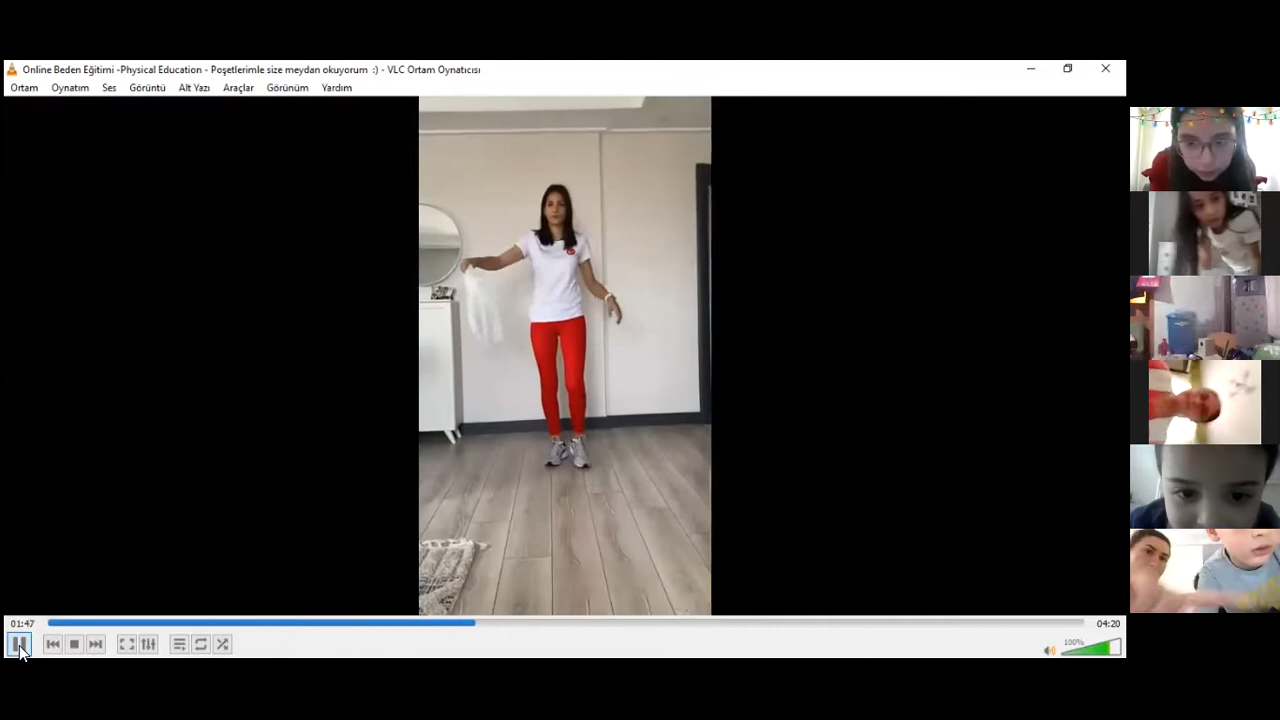 Online Beden Eğitimi -Physical Education - Poşetlerimle size meydan okuyorum :) - VLC Ortam Oynatıcısı
Ortam Oynatım Ses Görüntü Alt Yazı Araçlar Görünüm Yardım
01:47 04:20
100%